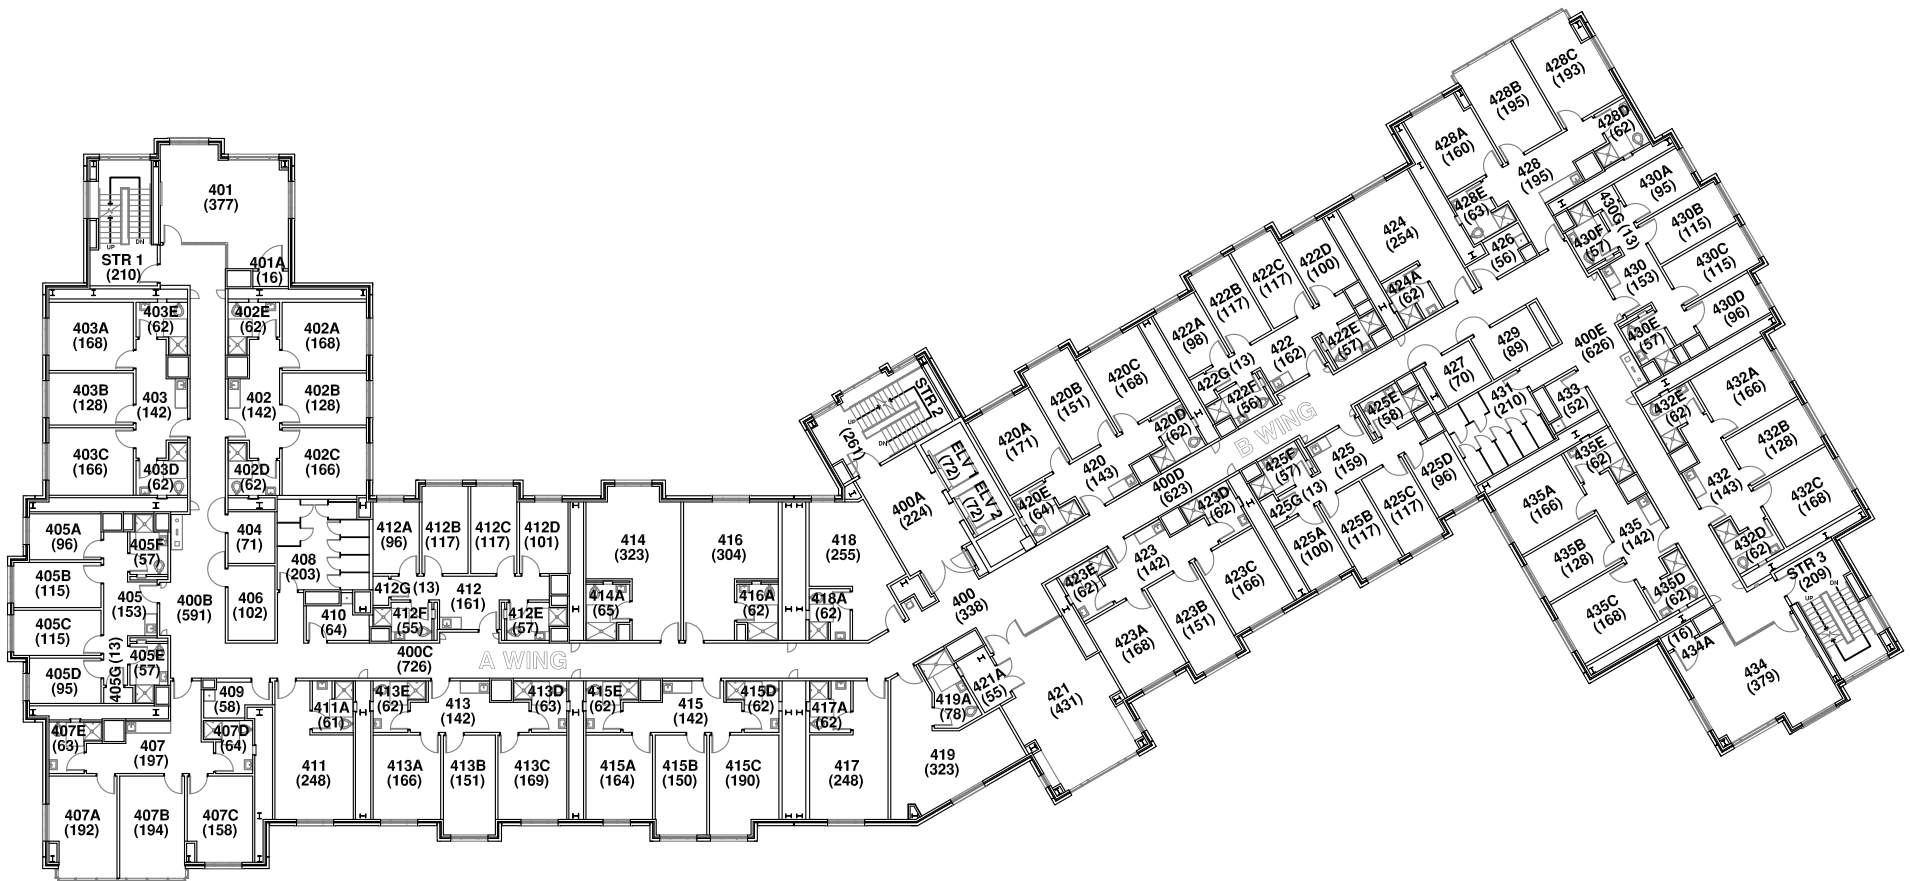 401
(377)
STR 1
(210)
UP
DN
401A
(16)
403A
(168)
403E
(62)
402E
(62)
402A
(168)
403B
(128)
403
(142)
402
(142)
402B
(128)
403C
(166)
403D
(62)
402D
(62)
402C
(166)
405A
(96)
405F
(57)
404
(71)
408
(203)
405B
(115)
405
(153)
400B
(591)
406
(102)
410
(64)
405C
(115)
405G (13)
405E
(57)
405D
(95)
409
(58)
407E
(63)
407
(197)
407D
(64)
407A
(192)
407B
(194)
407C
(158)
412A
(96)
412B
(117)
412C
(117)
412D
(101)
412G (13)
412
(161)
412F
(55)
412E
(57)
400C
(726)
A WING
414
(323)
414A
(65)
416
(304)
416A
(62)
418
(255)
418A
(62)
411A
(61)
411
(248)
413E
(62)
413
(142)
413D
(63)
413A
(166)
413B
(151)
413C
(169)
415E
(62)
415
(142)
415D
(62)
415A
(164)
415B
(150)
415C
(190)
417A
(62)
417
(248)
419A
(78)
419
(323)
421A
(55)
421
(431)
400
(338)
STR 2
(261)
UP
DN
400A
(224)
ELV 1
(72)
ELV 2
(72)
420A
(171)
420B
(151)
420C
(168)
420D
(62)
420
(143)
420E
(64)
400D
(623)
B WING
422A
(98)
422B
(117)
422C
(117)
422D
(100)
422G (13)
422
(162)
422F
(56)
422E
(57)
424
(254)
424A
(62)
423E
(62)
423
(142)
423D
(62)
423A
(168)
423B
(151)
423C
(166)
425F
(57)
425G (13)
425
(159)
425E
(58)
425A
(100)
425B
(117)
425C
(117)
425D
(96)
427
(70)
429
(89)
431
(210)
433
(52)
426
(56)
428A
(160)
428B
(195)
428C
(193)
428D
(62)
428
(195)
428E
(63)
430A
(95)
430B
(115)
430C
(115)
430D
(96)
430G (13)
430F
(57)
430
(153)
430E
(57)
400E
(626)
432A
(166)
432B
(128)
432C
(168)
432E
(62)
432
(143)
432D
(62)
435E
(62)
435A
(166)
435B
(128)
435
(142)
435C
(168)
435D
(62)
STR 3
(209)
UP
DN
(16)
434A
434
(379)